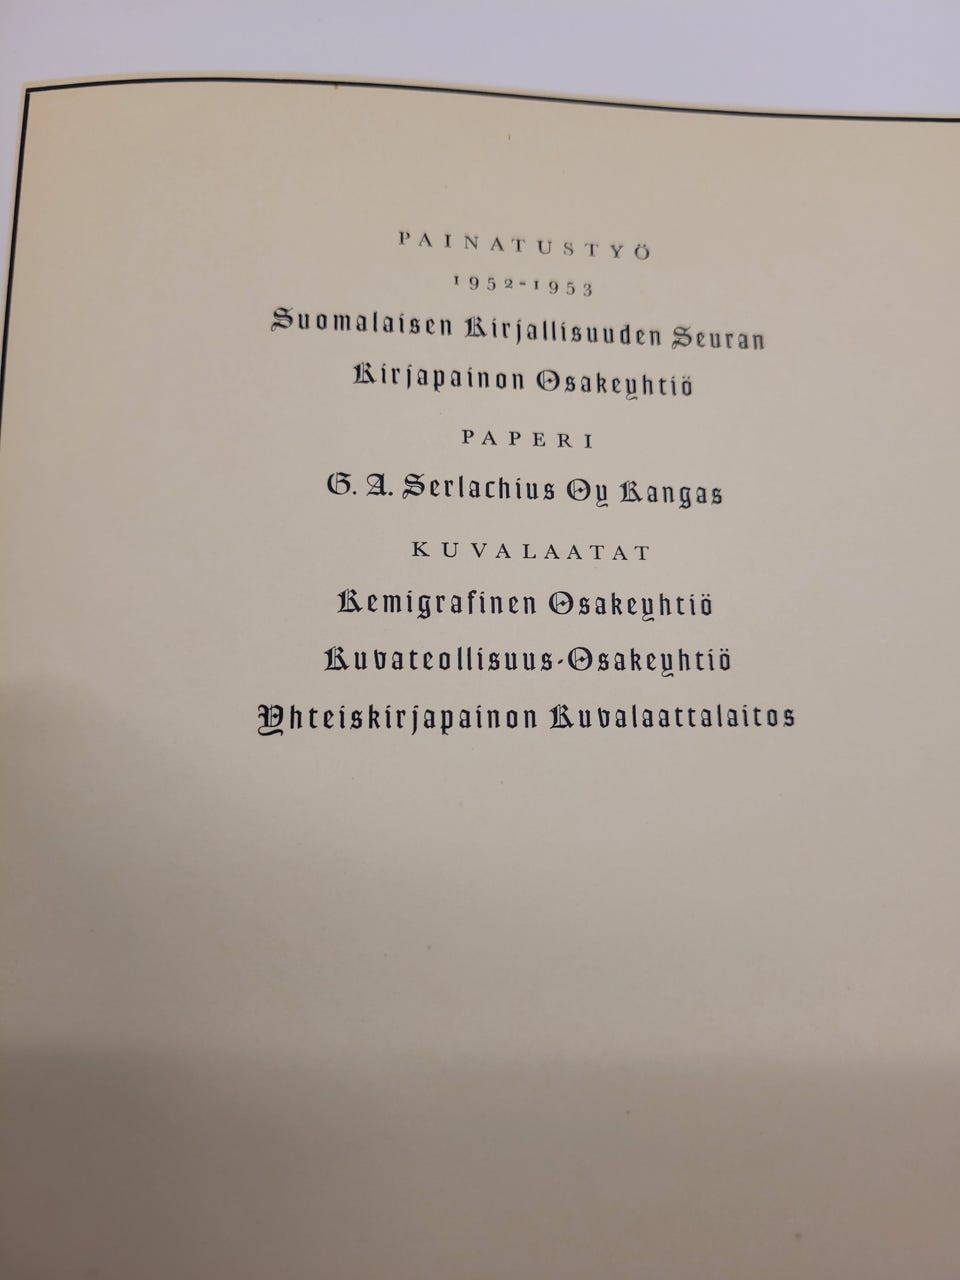 PAINATUSTYÖ
1952-1953
Suomalaisen Kirjallisuuden Seuran
Kirjapainon Osakeyhtiö
PAPERI
G. A. Serlachius Oy Kangas
KUVALAATAT
Kemigrafinen Osakeyhtiö
Kuvateollisuus-Osakeyhtiö
Yhteiskirjapainon Kuvalaattalaitos